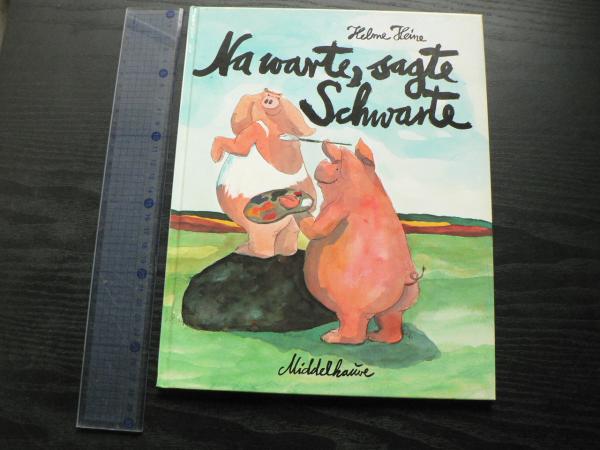 Helme Heine
Na warte, sagte
Schwarte
Middelhauve